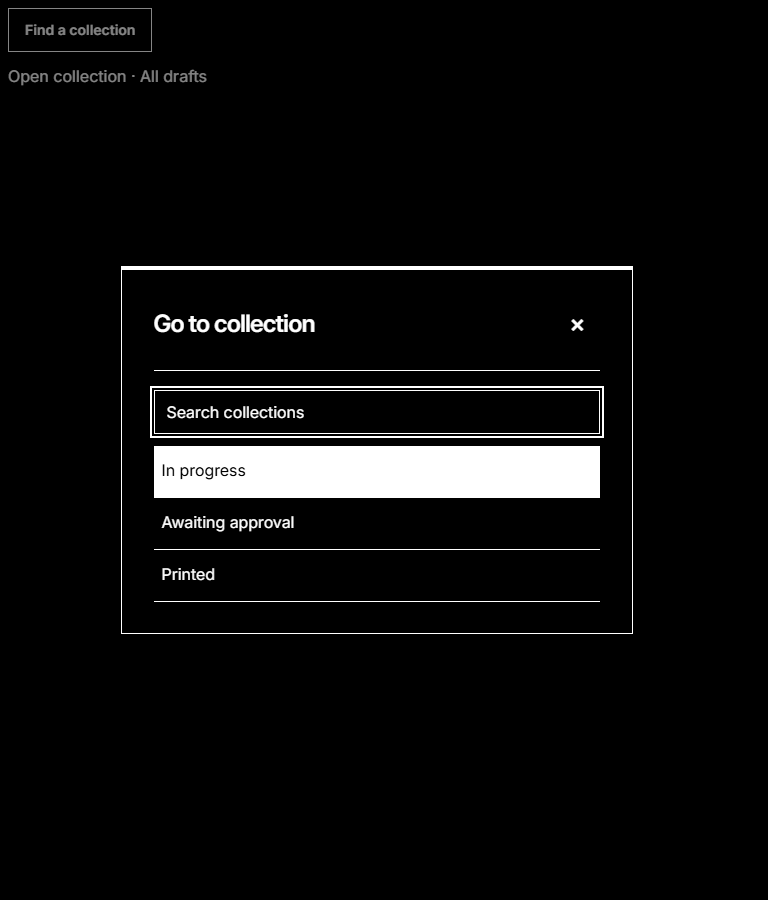 Find a collection
Open collection · All drafts
Go to collection ×
Search collections
In progress
Awaiting approval
Printed